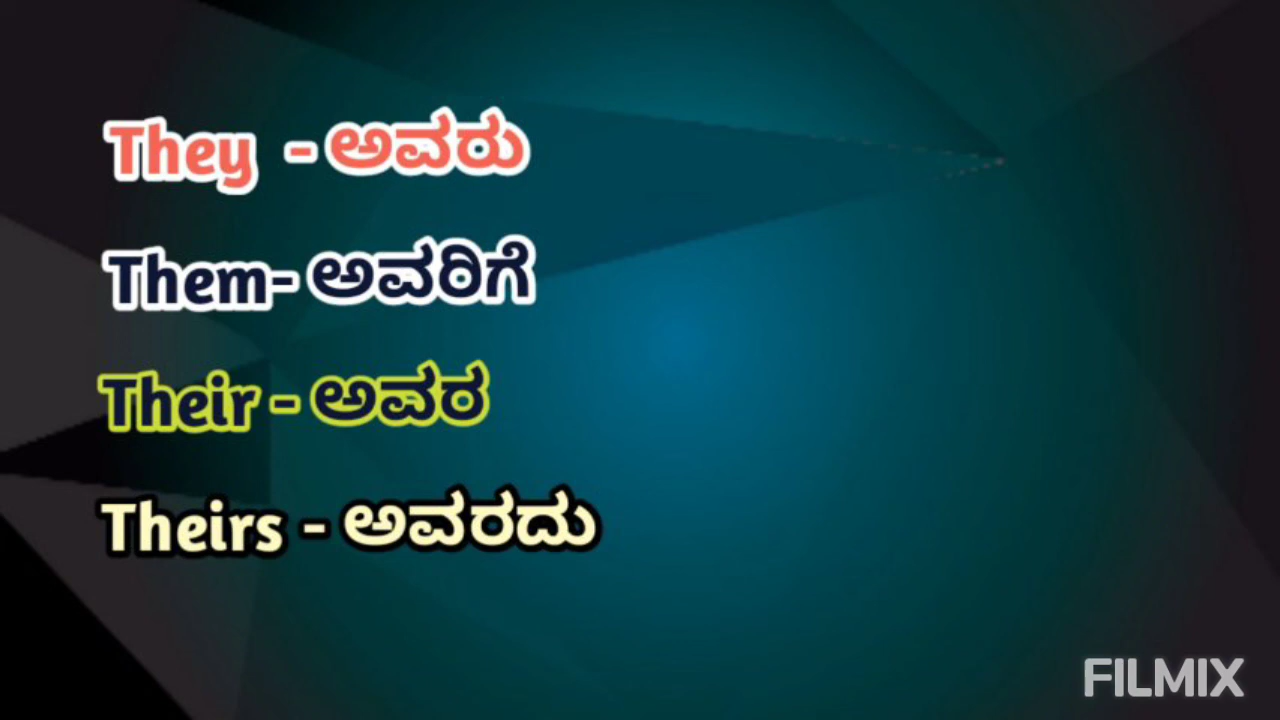 They - ಅವರು
Them- ಅವರಿಗೆ
Their - ಅವರ
Theirs - ಅವರದು
FILMIX